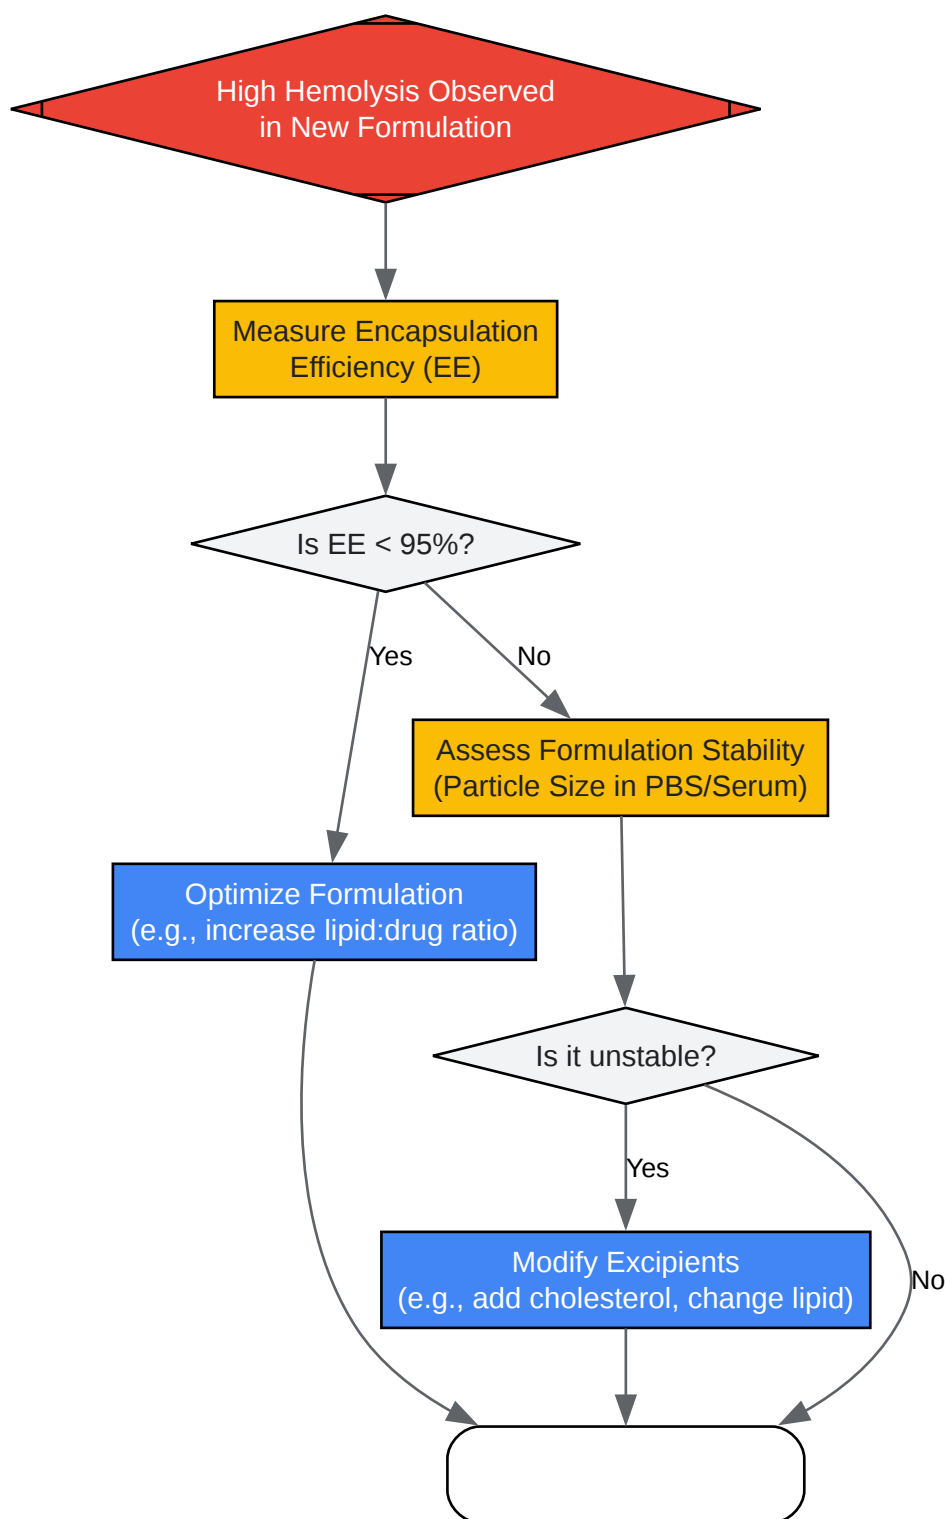 High Hemolysis Observed
in New Formulation
Measure Encapsulation
Efficiency (EE)
Is EE < 95%?
Yes
No
Assess Formulation Stability
(Particle Size in PBS/Serum)
Optimize Formulation
(e.g., increase lipid:drug ratio)
Is it unstable?
Yes
Modify Excipients
(e.g., add cholesterol, change lipid)
No